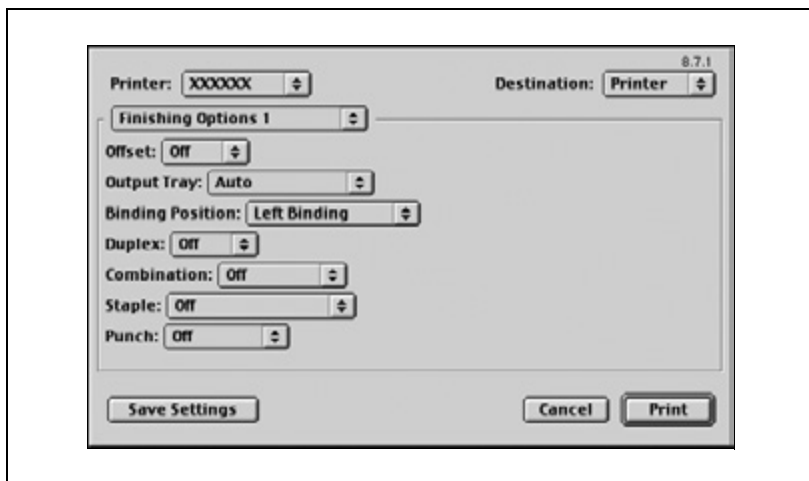 8.7.1
Printer: XXXXXX Destination: Printer
Finishing Options 1
Offset: Off
Output Tray: Auto
Binding Position: Left Binding
Duplex: Off
Combination: Off
Staple: Off
Punch: Off
Save Settings Cancel Print